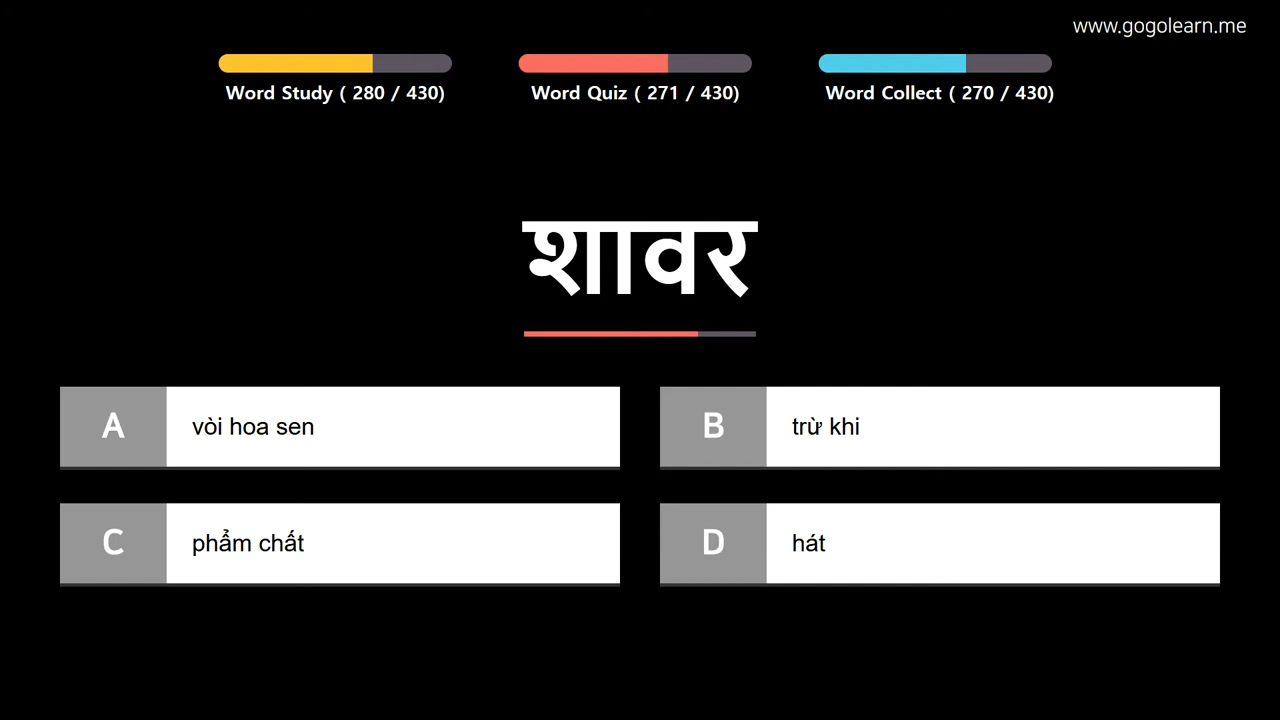 www.gogolearn.me
Word Study ( 280 / 430)
Word Quiz ( 271 / 430)
Word Collect ( 270 / 430)
शावर
A
vòi hoa sen
B
trừ khi
C
phẩm chất
D
hát